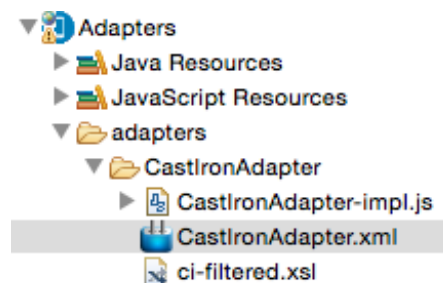 Adapters
Java Resources
JavaScript Resources
adapters
CastIronAdapter
CastIronAdapter-impl.js
CastIronAdapter.xml
ci-filtered.xsl